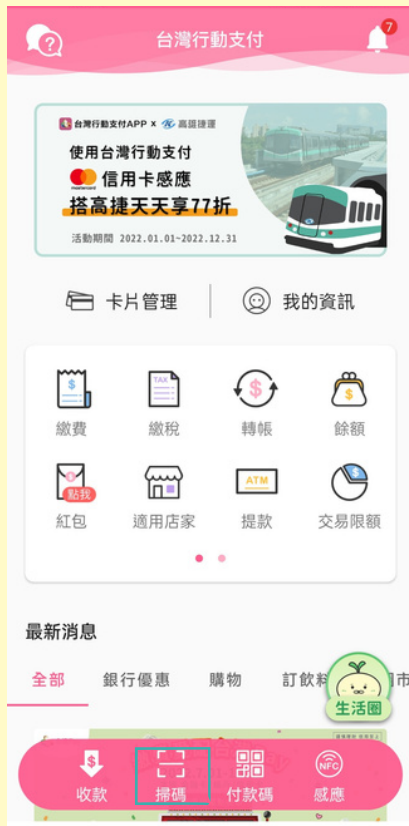 台灣行動支付
7
台灣行動支付APP x 高雄捷運
使用台灣行動支付
mastercard 信用卡感應
搭高捷天天享77折
活動期間 2022.01.01~2022.12.31
卡片管理
我的資訊
$ TAX $ $
繳費 繳稅 轉帳 餘額
點我 ATM $
紅包 適用店家 提款 交易限額
最新消息
全部 銀行優惠 購物 訂飲料
生活圈
$ NFC
收款 掃碼 付款碼 感應